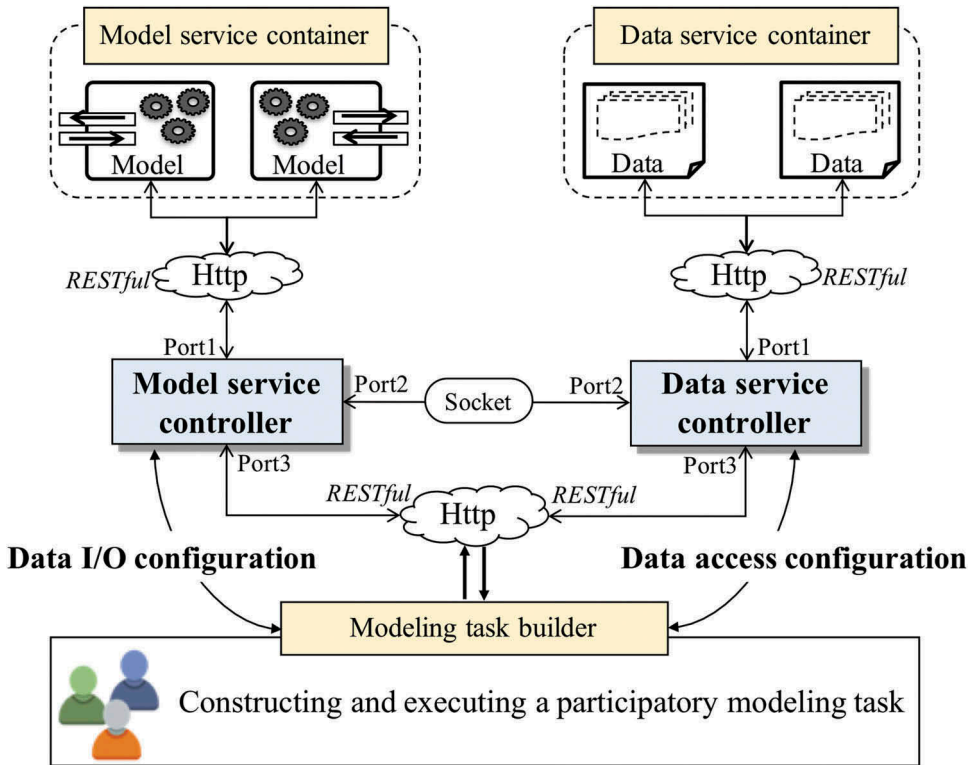 Model service container
Data service container
Model
Model
Data
Data
RESTful
Http
Http
RESTful
Port1
Port1
Model service
controller
Port2
Socket
Port2
Data service
controller
Port3
Port3
RESTful
Http
RESTful
Data I/O configuration
Data access configuration
Modeling task builder
Constructing and executing a participatory modeling task